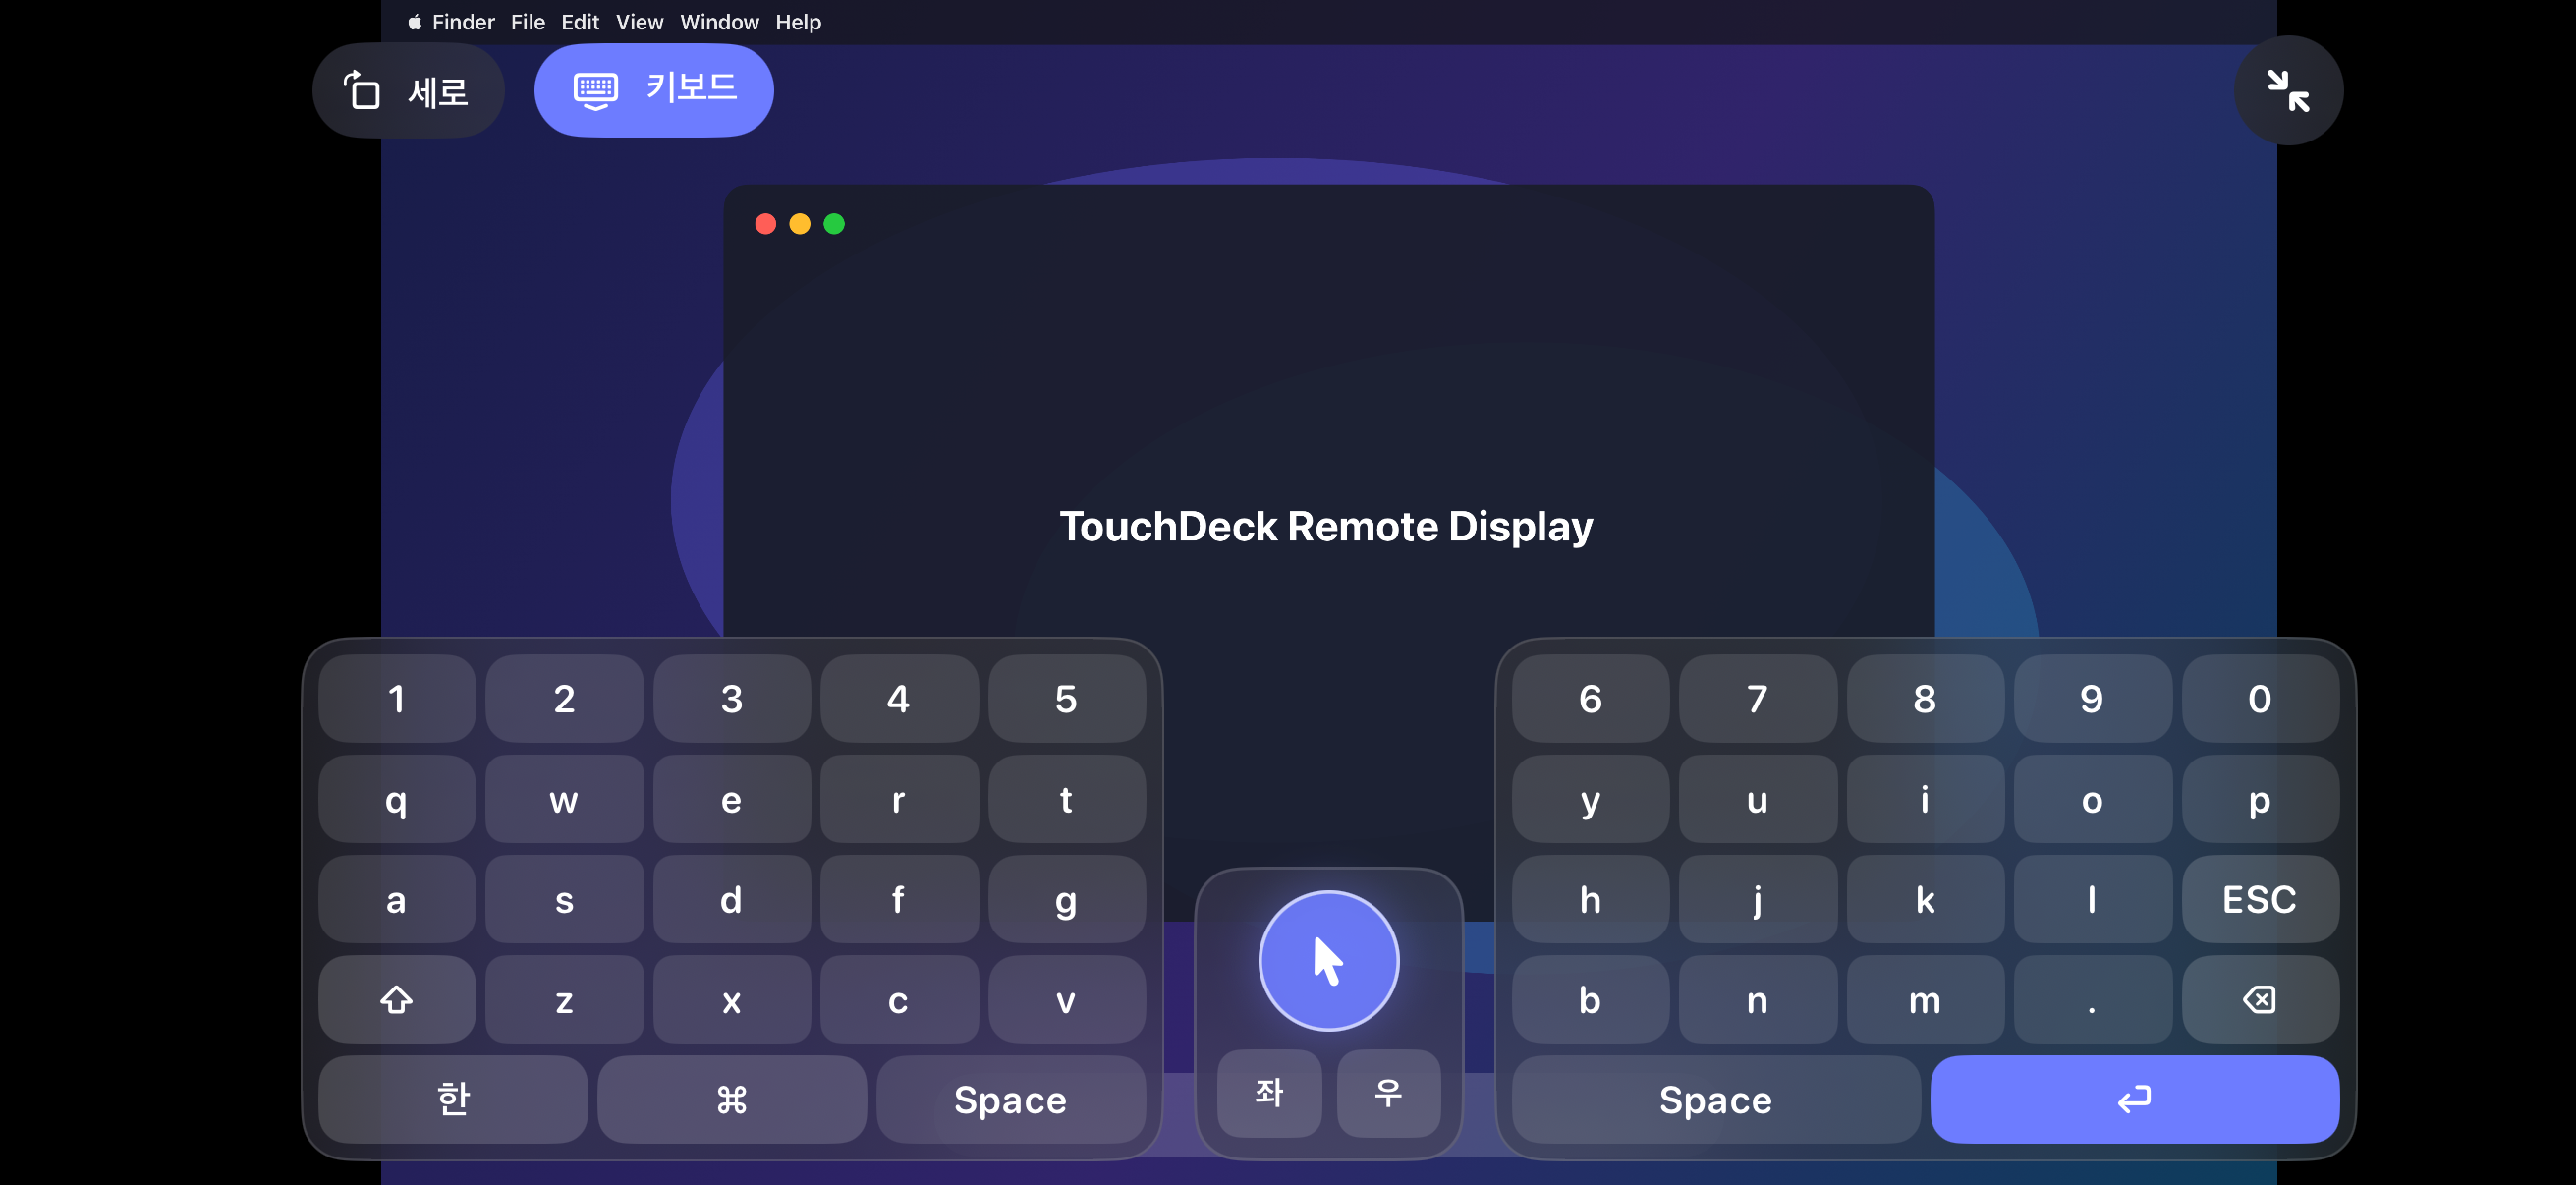 Finder File Edit View Window Help
세로 키보드
TouchDeck Remote Display
1 2 3 4 5 6 7 8 9 0
q w e r t y u i o p
a s d f g h j k l ESC
z x c v b n m .
한 ⌘ Space 좌 우 Space